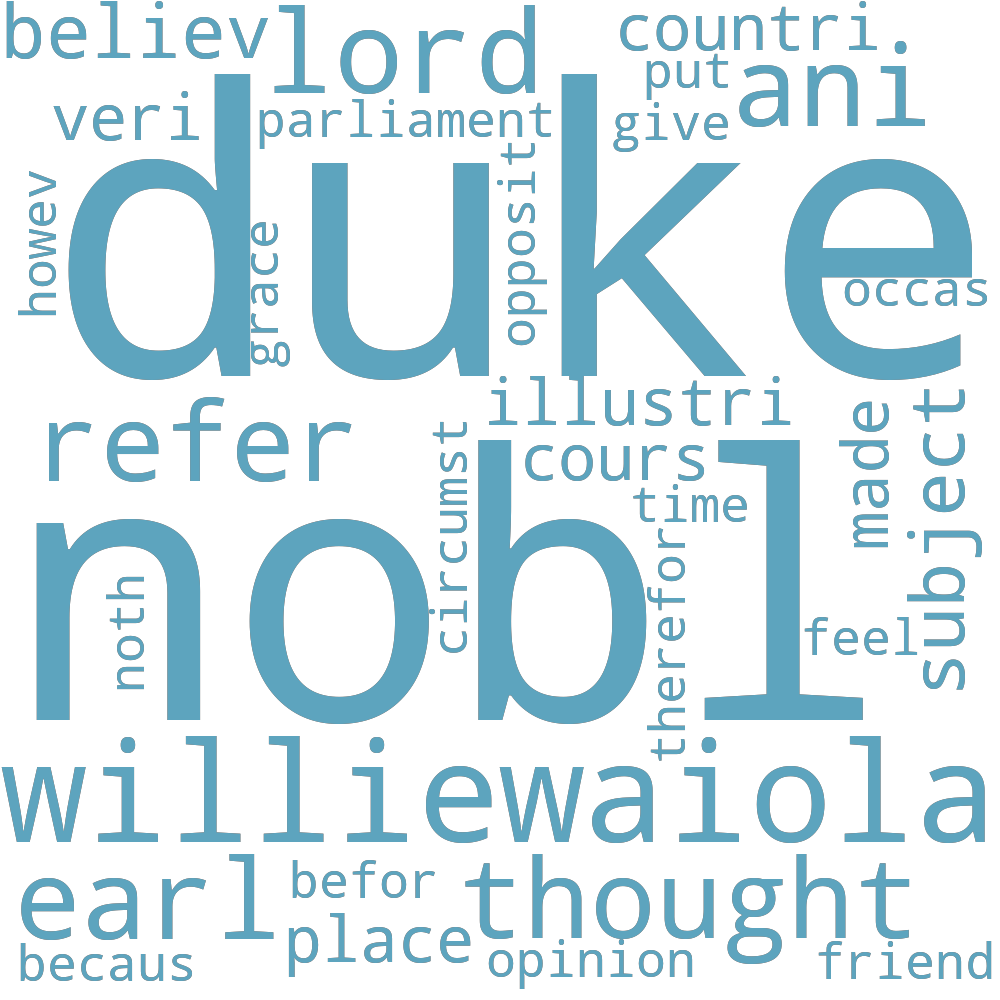 believ
lord
countri
put
ani
veri
parliament
give
duke
howev
grace
opposit
occas
illustri
refer
cours
circumst
made
subject
time
nobl
noth
therefor
feel
williewaiola
earl
befor
thought
place
becaus
opinion
friend